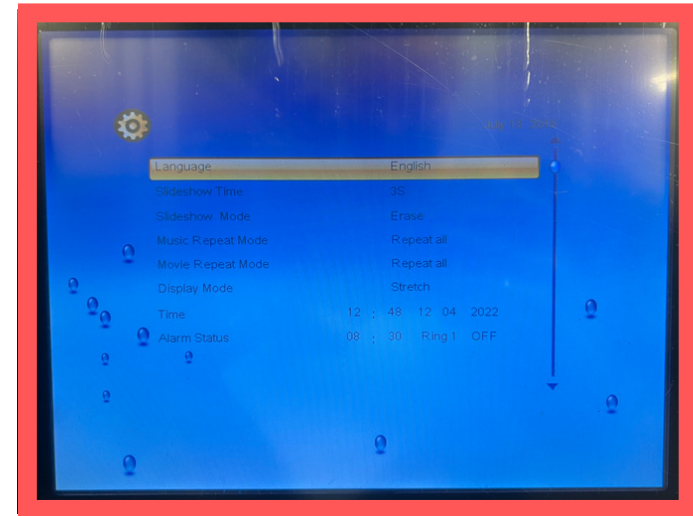 Language English
Slideshow Time 3S
Slideshow Mode Erase
Music Repeat Mode Repeat all
Movie Repeat Mode Repeat all
Display Mode Stretch
Time 12 : 48 12 04 2022
Alarm Status 08 : 30 Ring 1 OFF